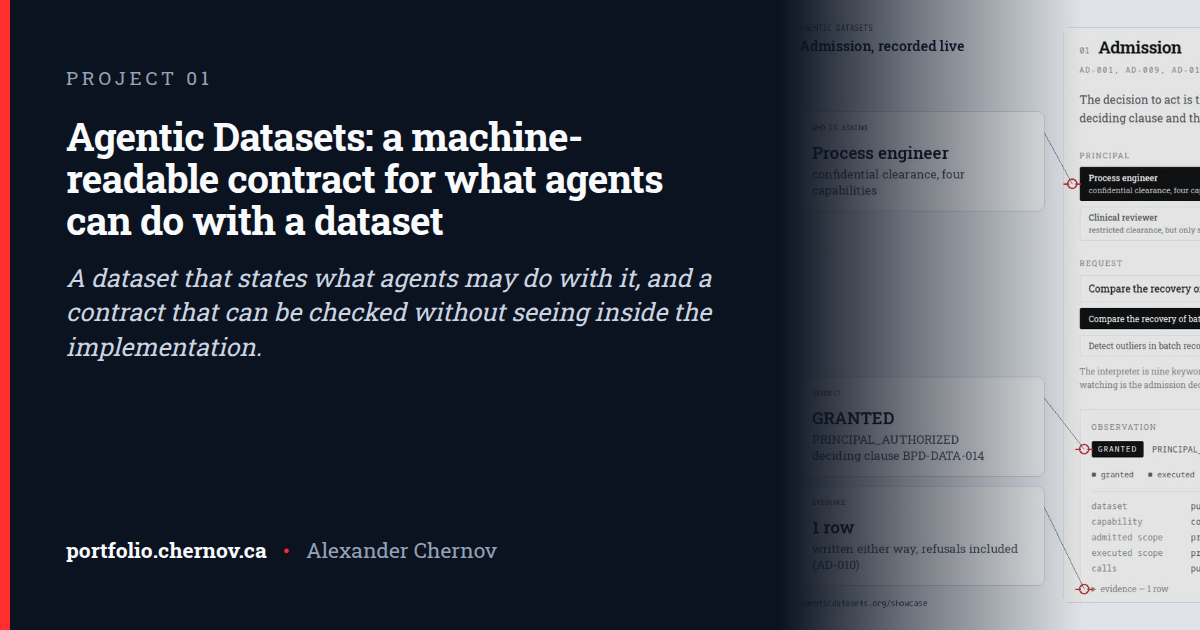 PROJECT 01
Agentic Datasets: a machine-
readable contract for what agents
can do with a dataset
A dataset that states what agents may do with it, and a
contract that can be checked without seeing inside the
implementation.
portfolio.chernov.ca • Alexander Chernov
AGENTIC DATASETS
Admission, recorded live
WHO IS ASKING
Process engineer
confidential clearance, four
capabilities
VERDICT
GRANTED
PRINCIPAL_AUTHORIZED
deciding clause BPD-DATA-014
EVIDENCE
1 row
written either way, refusals included
(AD-010)
agenticdatasets.org/showcase
01 Admission
AD-001, AD-009, AD-01
The decision to act is
deciding clause and
PRINCIPAL
Process engineer
confidential clearance, four
Clinical reviewer
restricted clearance, but only
REQUEST
Compare the recovery
Compare the recovery of
Detect outliers in batch
The interpreter is nine
watching is the admission
OBSERVATION
GRANTED PRINCIPAL_
■ granted ■ executed
dataset
capability
admitted scope
executed scope
calls
evidence — 1 row